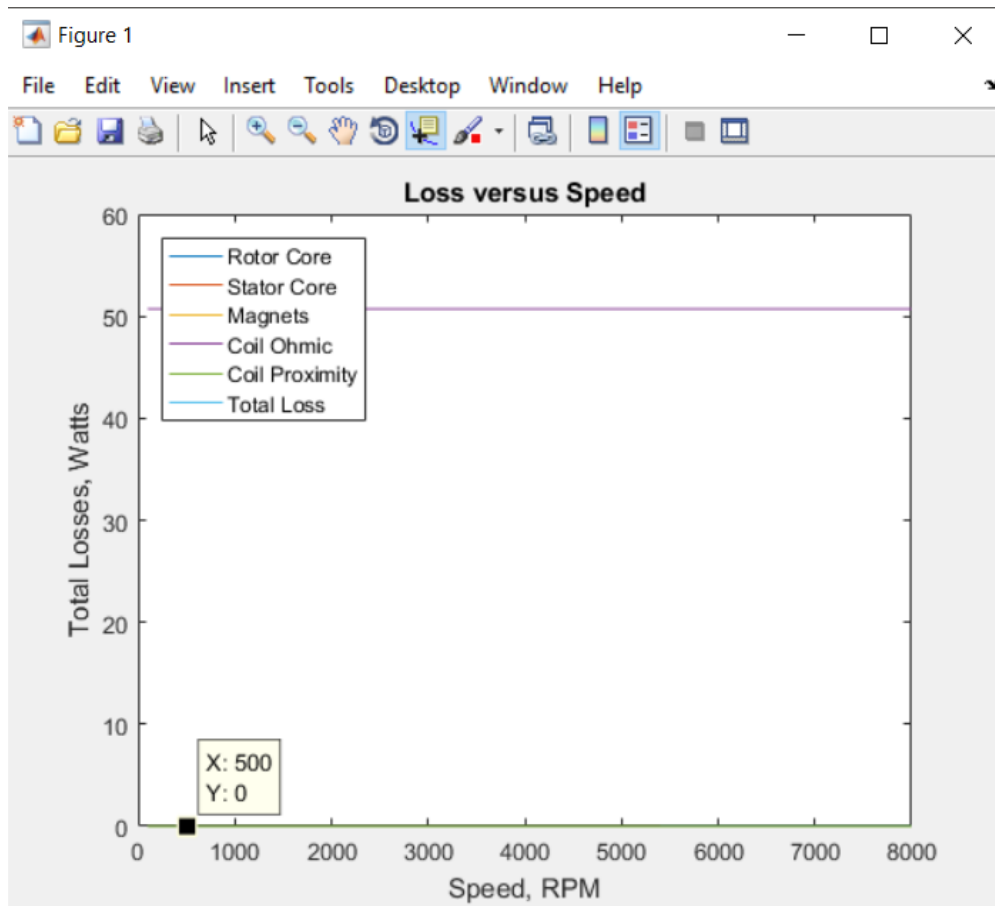 Figure 1
File Edit View Insert Tools Desktop Window Help
Loss versus Speed
60
50
40
30
20
10
0
Total Losses, Watts
Rotor Core
Stator Core
Magnets
Coil Ohmic
Coil Proximity
Total Loss
X: 500
Y: 0
0 1000 2000 3000 4000 5000 6000 7000 8000
Speed, RPM